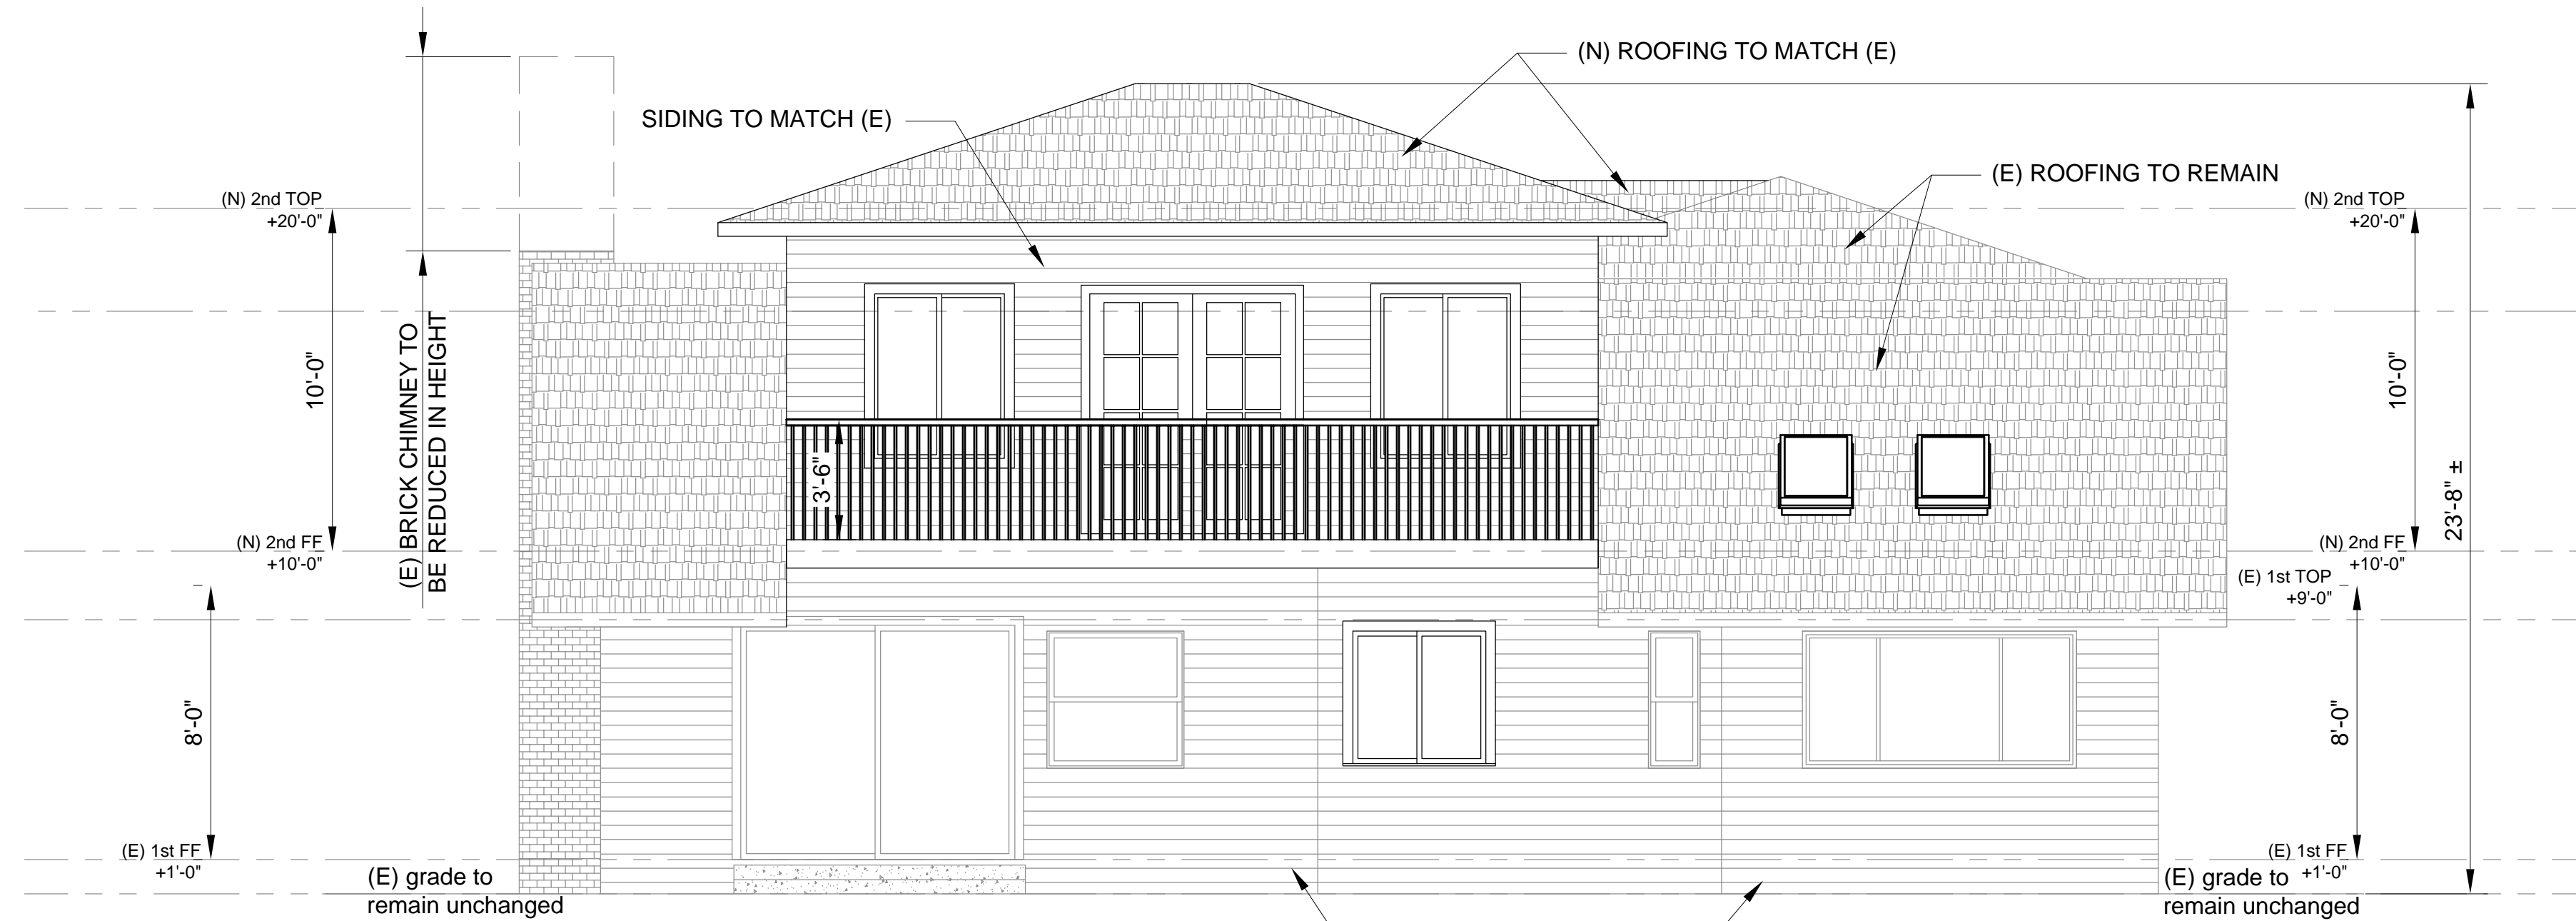 (N) ROOFING TO MATCH (E)
SIDING TO MATCH (E)
(E) ROOFING TO REMAIN
(N) 2nd TOP
+20'-0"
(N) 2nd TOP
+20'-0"
10'-0"
(E) BRICK CHIMNEY TO
BE REDUCED IN HEIGHT
3'-6"
10'-0"
23'-8" ±
(N) 2nd FF
+10'-0"
(N) 2nd FF
+10'-0"
(E) 1st TOP
+9'-0"
8'-0"
8'-0"
(E) 1st FF
+1'-0"
(E) 1st FF
+1'-0"
(E) grade to
remain unchanged
(E) grade to
remain unchanged